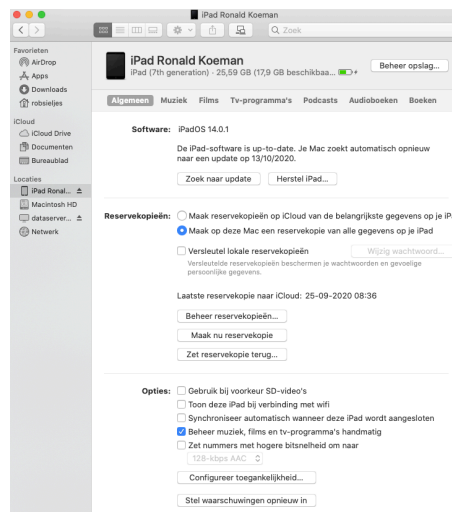 iPad Ronald Koeman
Zoek
Favorieten
AirDrop
Apps
Downloads
robsieljes
iCloud
iCloud Drive
Documenten
Bureaublad
Locaties
iPad Ronal...
Macintosh HD
dataserver...
Netwerk
iPad Ronald Koeman
iPad (7th generation) · 25,59 GB (17,9 GB beschikbaa...
Beheer opslag...
Algemeen Muziek Films Tv-programma's Podcasts Audioboeken Boeken
Software: iPadOS 14.0.1
De iPad-software is up-to-date. Je Mac zoekt automatisch opnieuw
naar een update op 13/10/2020.
Zoek naar update Herstel iPad...
Reservekopieën: Maak reservekopieën op iCloud van de belangrijkste gegevens op je iP
Maak op deze Mac een reservekopie van alle gegevens op je iPad
Versleutel lokale reservekopieën Wijzig wachtwoord...
Versleutelde reservekopieën beschermen je wachtwoorden en gevoelige
persoonlijke gegevens.
Laatste reservekopie naar iCloud: 25-09-2020 08:36
Beheer reservekopieën...
Maak nu reservekopie
Zet reservekopie terug...
Opties: Gebruik bij voorkeur SD-video's
Toon deze iPad bij verbinding met wifi
Synchroniseer automatisch wanneer deze iPad wordt aangesloten
Beheer muziek, films en tv-programma's handmatig
Zet nummers met hogere bitsnelheid om naar
128-kbps AAC
Configureer toegankelijkheid...
Stel waarschuwingen opnieuw in